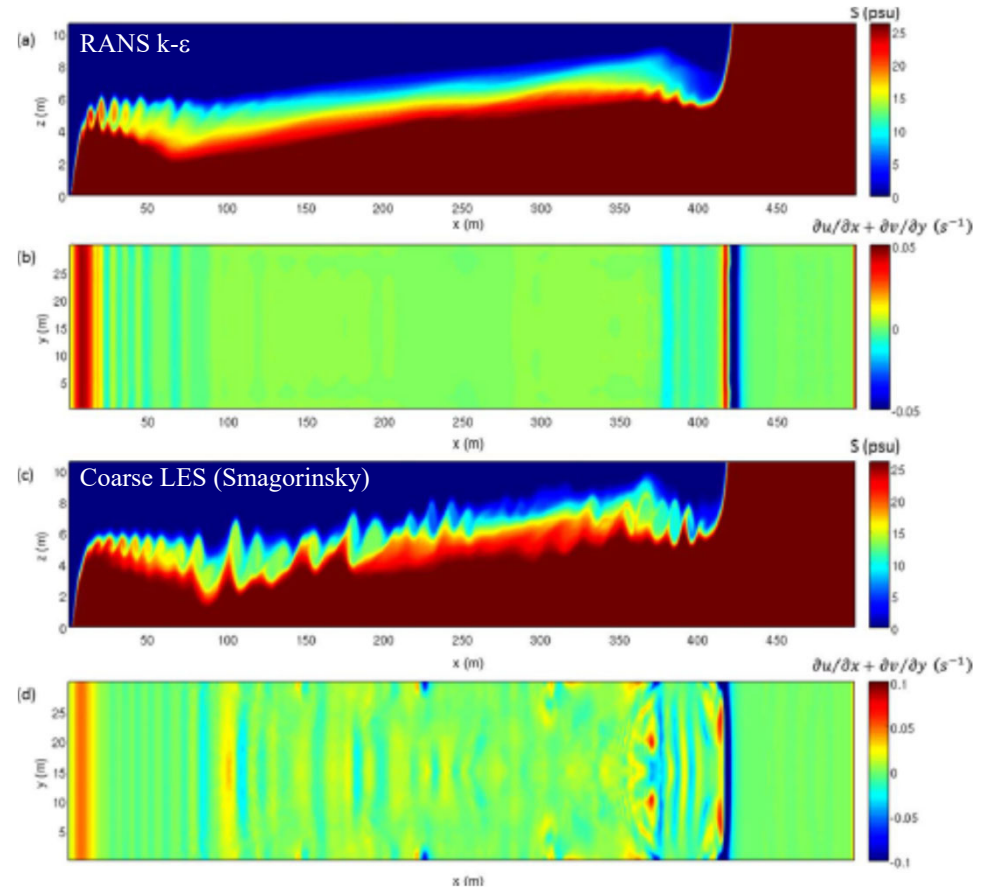 S (psu)
(a)
RANS k-ε
10
8
6
4
2
0
z (m)
50 100 150 200 250 300 350 400 450
x (m)
25
20
15
10
5
0
∂u/∂x + ∂v/∂y (s⁻¹)
(b)
25
20
15
10
5
y (m)
50 100 150 200 250 300 350 400 450
x (m)
0.05
0
-0.05
S (psu)
(c)
Coarse LES (Smagorinsky)
10
8
6
4
2
0
z (m)
50 100 150 200 250 300 350 400 450
x (m)
25
20
15
10
5
0
∂u/∂x + ∂v/∂y (s⁻¹)
(d)
25
20
15
10
5
y (m)
x (m)
0.1
0.05
0
-0.05
-0.1